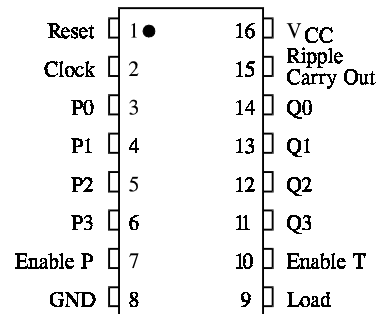 Reset 1 16 VCC
Clock 2 15 Ripple
Carry Out
P0 3 14 Q0
P1 4 13 Q1
P2 5 12 Q2
P3 6 11 Q3
Enable P 7 10 Enable T
GND 8 9 Load